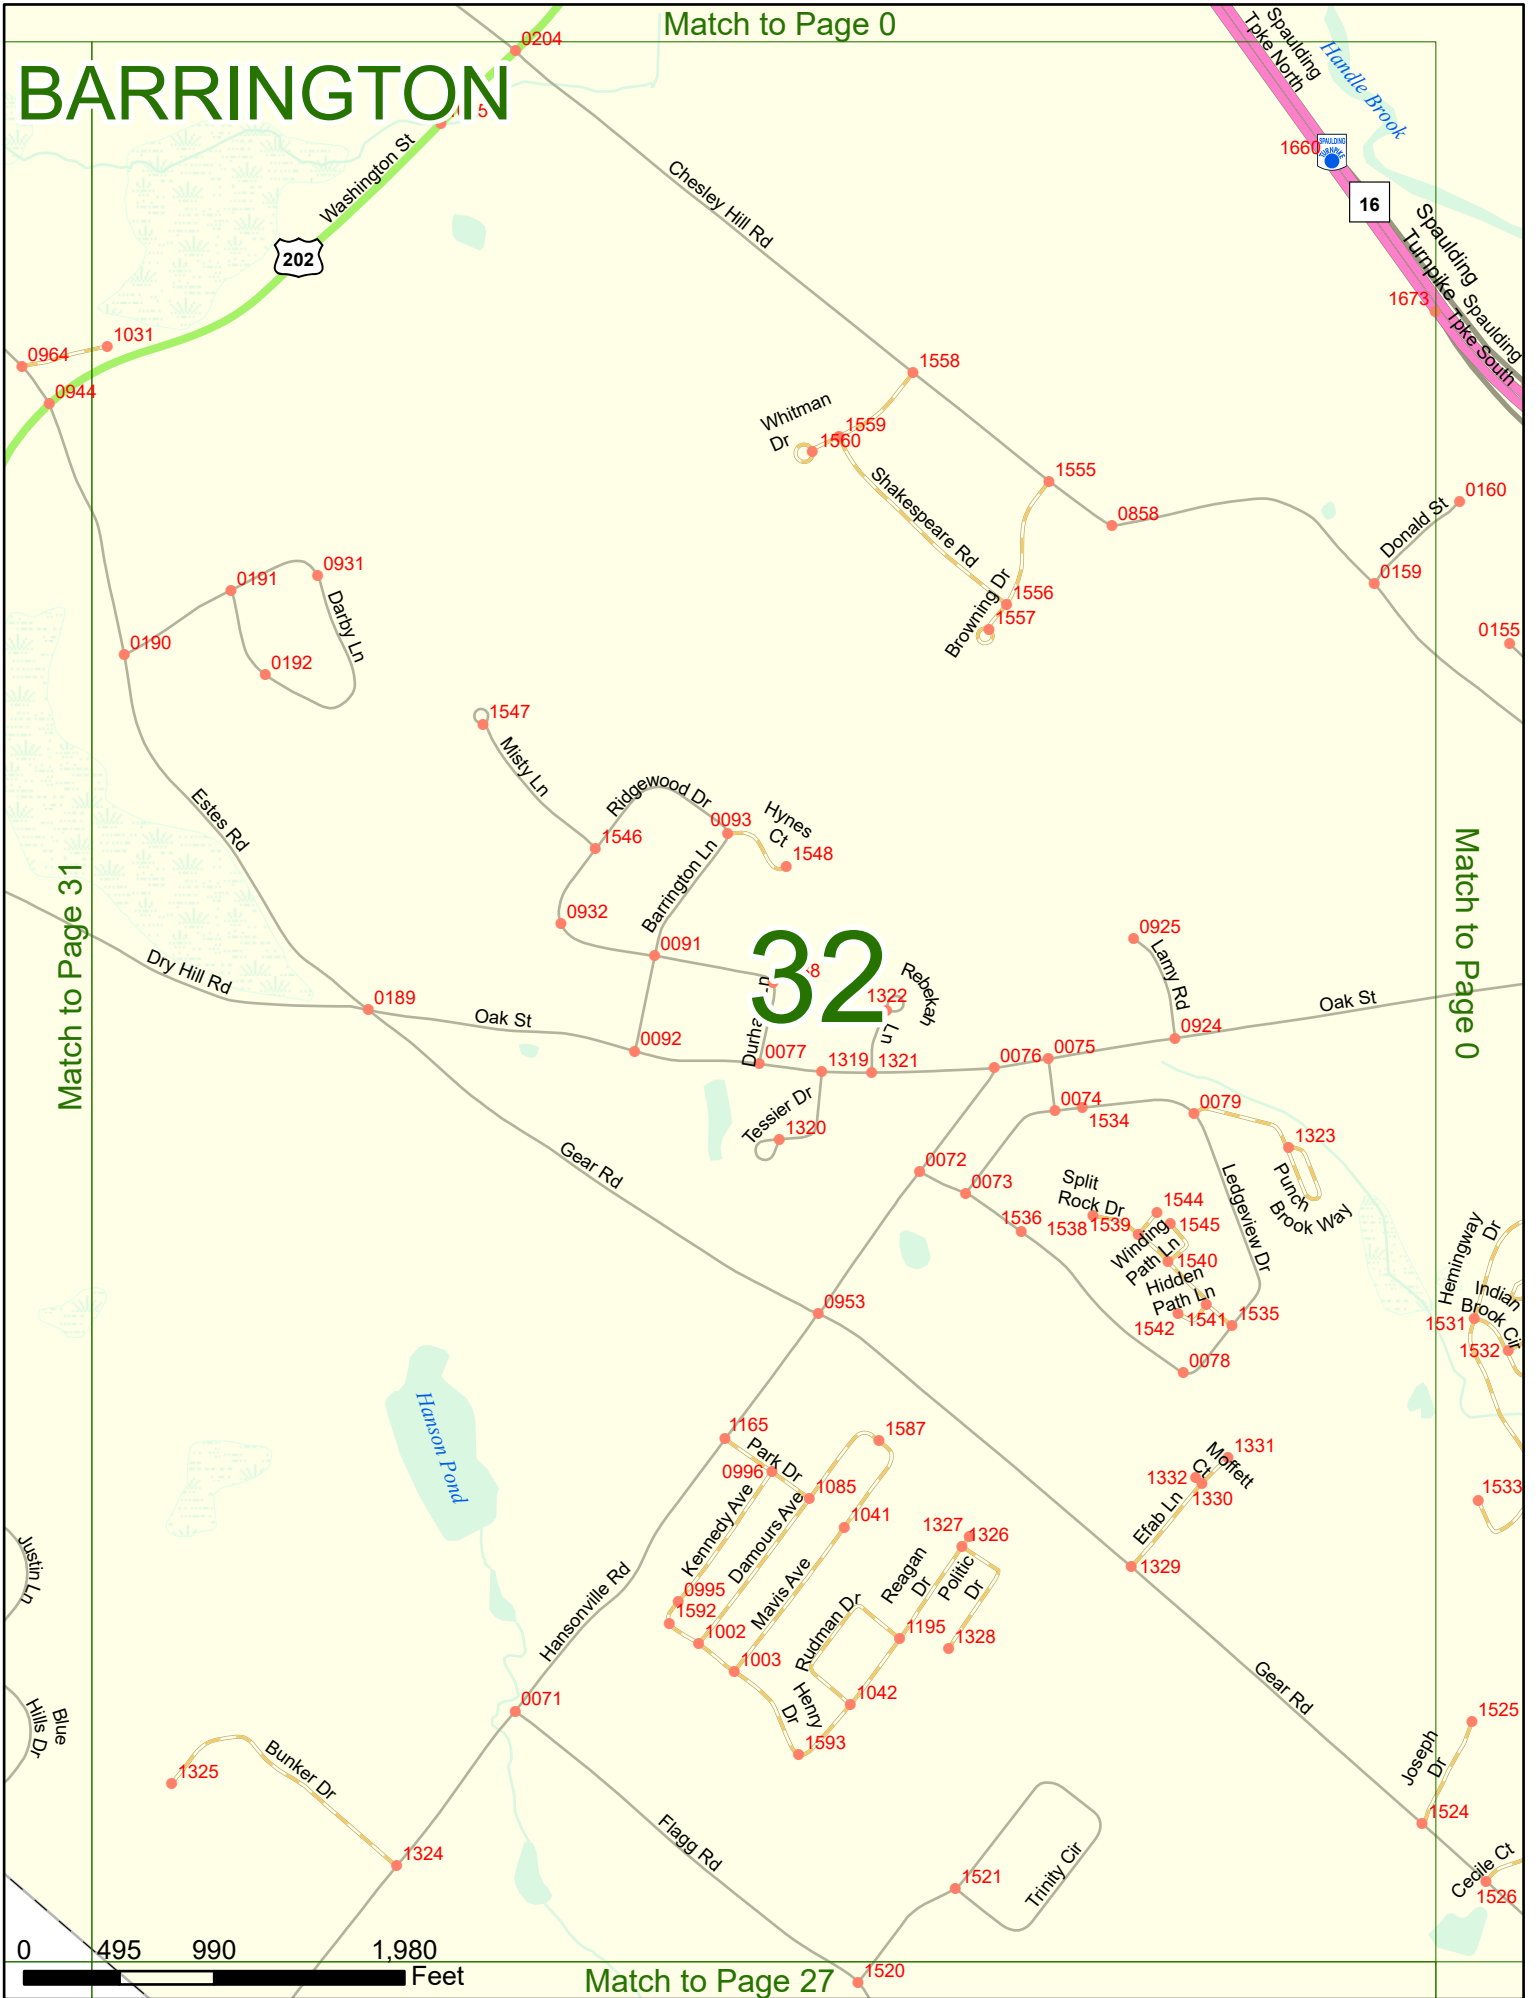 Match to Page 0
BARRINGTON
0204
Spaulding
Tpke North
Handle Brook
Washington St
202
Chesley Hill Rd
1660
SPAULDING
TURNPIKE
16
Spaulding
Turnpike
1673
Spaulding
Tpke South
1031
0964
0944
1558
Whitman
Dr
1559
1560
Shakespeare Rd
1555
0858
Donald St
0160
0159
0155
0191
0931
Darby Ln
0190
0192
1556
1557
Browning Dr
1547
Misty Ln
Ridgewood Dr
0093
Hynes
Ct
1548
1546
Barrington Ln
Estes Rd
Match to Page 31
Match to Page 0
0932
0091
32
Rebekah
Ln
1322
0925
Lamy Rd
Dry Hill Rd
0189
Oak St
0092
0077
1319
1321
0076
0075
0924
Oak St
Tessier Dr
1320
0074
1534
0079
1323
Punch
Brook Way
Gear Rd
0072
0073
1536
Split
Rock Dr
1538
1539
1544
1545
Winding
Path Ln
1540
Hidden
Path Ln
1542
1541
1535
Ledgeview Dr
0078
Hemingway
Dr
Indian
Brook Cir
1531
1532
0953
Hanson Pond
1165
Park Dr
0996
1587
1085
1041
Kennedy Ave
Damours Ave
Mavis Ave
0995
1592
1002
1003
1327
1326
Reagan
Dr
Politic
Dr
Rudman Dr
1195
1328
1042
Henry
Dr
1593
1331
Moffett
Ct
1332
1330
Efab Ln
1329
1533
Justin Ln
Hansonville Rd
0071
Blue
Hills Dr
1325
Bunker Dr
1324
Flagg Rd
Gear Rd
1525
Joseph
Dr
1524
Cecile Ct
1526
1521
Trinity Cir
1520
0 495 990 1,980
Feet
Match to Page 27